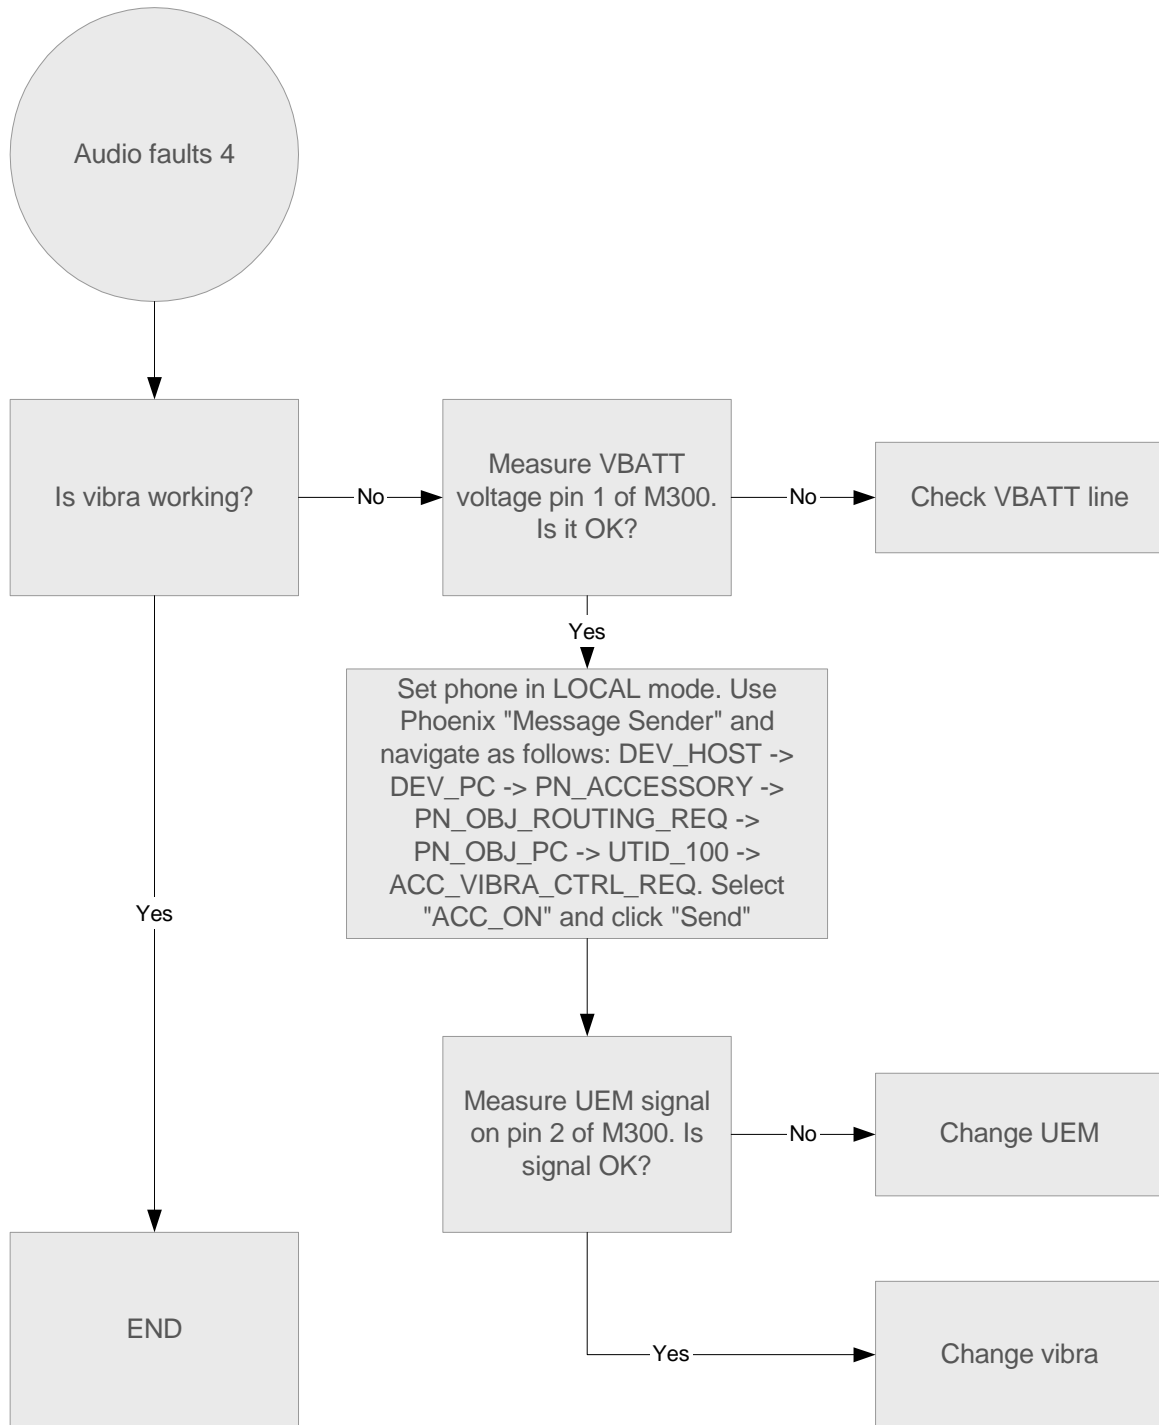 Audio faults 4
Is vibra working?
No
Measure VBATT
voltage pin 1 of M300.
Is it OK?
No
Check VBATT line
Yes
Set phone in LOCAL mode. Use
Phoenix "Message Sender" and
navigate as follows: DEV_HOST ->
DEV_PC -> PN_ACCESSORY ->
PN_OBJ_ROUTING_REQ ->
PN_OBJ_PC -> UTID_100 ->
ACC_VIBRA_CTRL_REQ. Select
"ACC_ON" and click "Send"
Yes
Measure UEM signal
on pin 2 of M300. Is
signal OK?
No
Change UEM
END
Yes
Change vibra